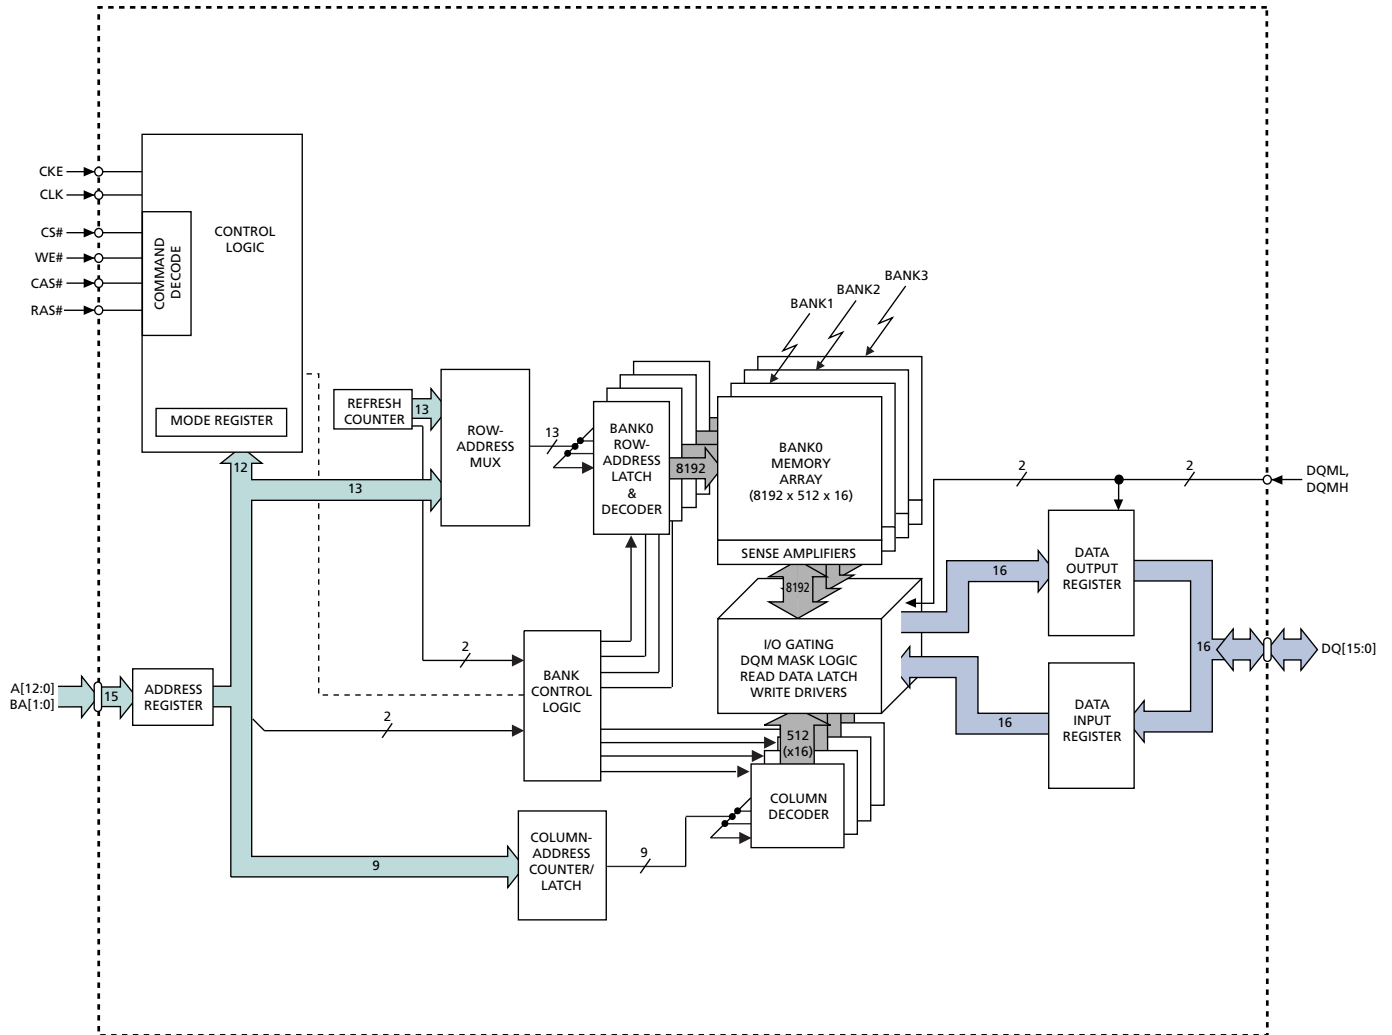 CKE
CLK
CS#
WE#
CAS#
RAS#
COMMAND
DECODE
CONTROL
LOGIC
MODE REGISTER
12
REFRESH
COUNTER
13
13
ROW-
ADDRESS
MUX
13
BANK0
ROW-
ADDRESS
LATCH
&
DECODER
8192
BANK1
BANK2
BANK3
BANK0
MEMORY
ARRAY
(8192 x 512 x 16)
SENSE AMPLIFIERS
8192
I/O GATING
DQM MASK LOGIC
READ DATA LATCH
WRITE DRIVERS
2
2
DQML,
DQMH
16
DATA
OUTPUT
REGISTER
16
DQ[15:0]
16
DATA
INPUT
REGISTER
A[12:0]
BA[1:0]
15
ADDRESS
REGISTER
2
2
BANK
CONTROL
LOGIC
512
(x16)
COLUMN
DECODER
9
COLUMN-
ADDRESS
COUNTER/
LATCH
9